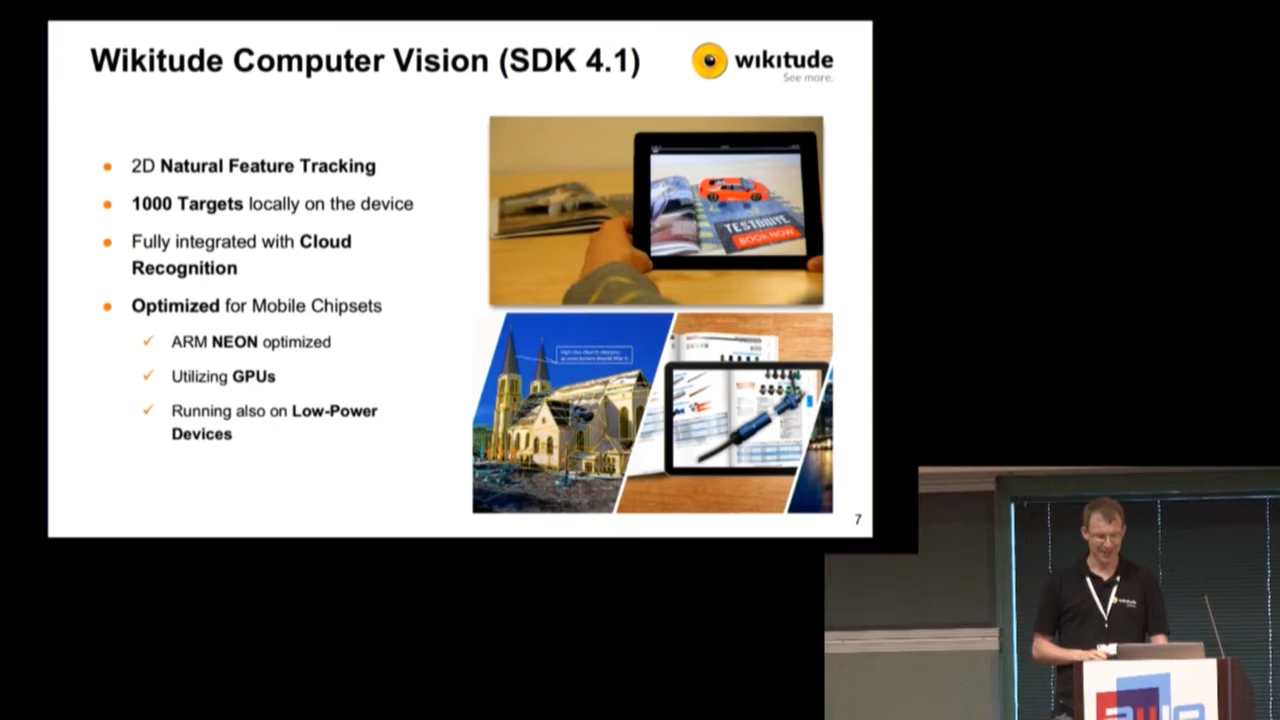 Wikitude Computer Vision (SDK 4.1)
wikitude
See more.
2D Natural Feature Tracking
1000 Targets locally on the device
Fully integrated with Cloud
Recognition
Optimized for Mobile Chipsets
ARM NEON optimized
Utilizing GPUs
Running also on Low-Power
Devices
TESTDRIVE
BOOK NOW
7
wikitude